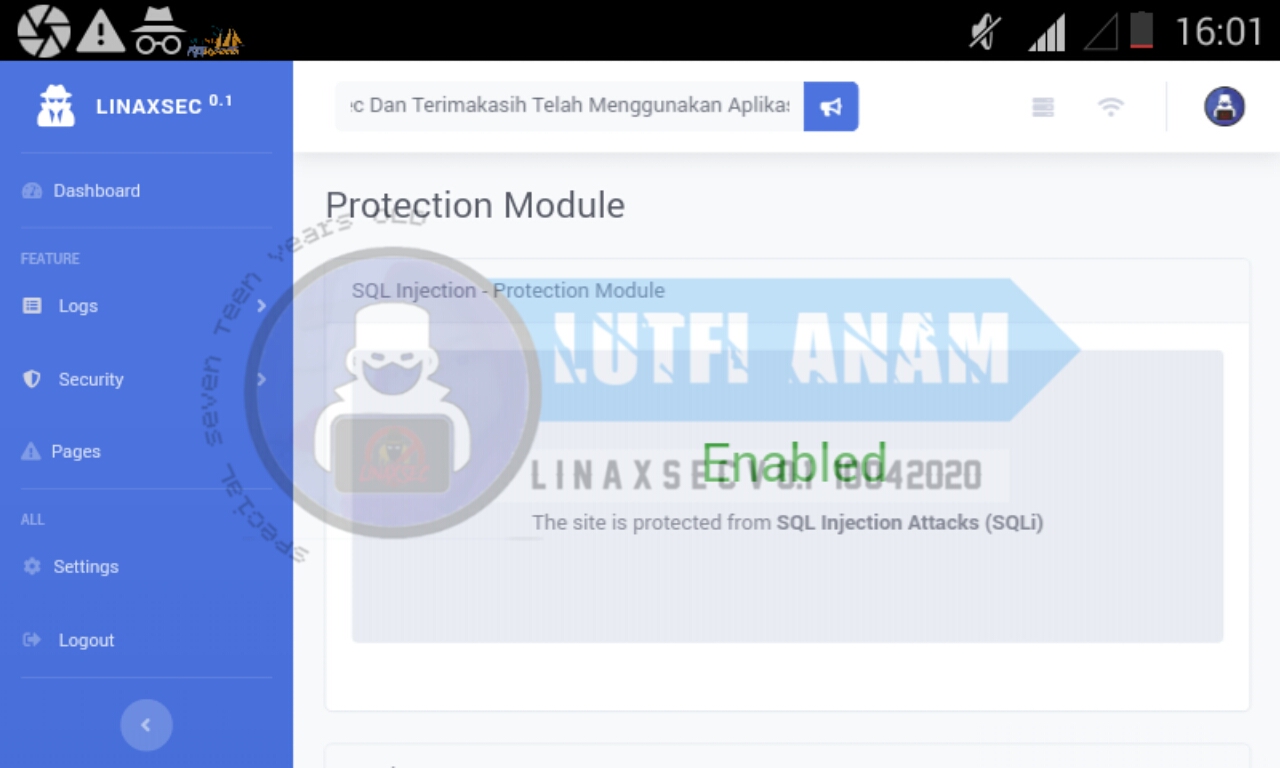 16:01
LINAXSEC 0.1
ec Dan Terimakasih Telah Menggunakan Aplikas
Dashboard
FEATURE
Logs
Security
Pages
ALL
Settings
Logout
Protection Module
SQL Injection - Protection Module
LUTFI ANAM
Enabled
LINAXSEC V 0.1 18042020
The site is protected from SQL Injection Attacks (SQLi)
special seven Teen years OLD